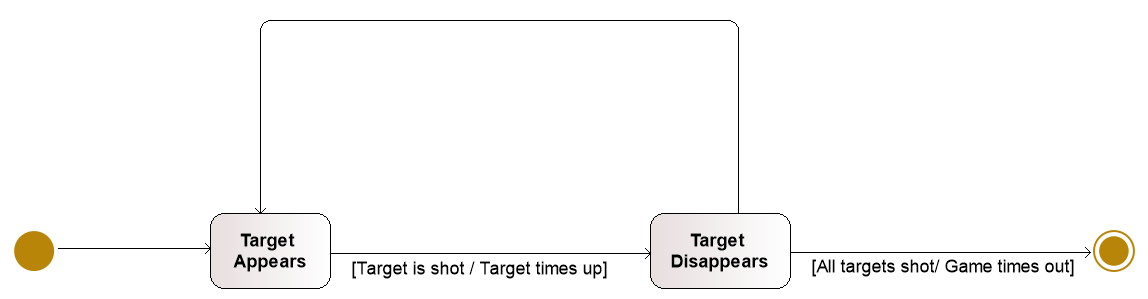 Target
Appears
[Target is shot / Target times up]
Target
Disappears
[All targets shot/ Game times out]